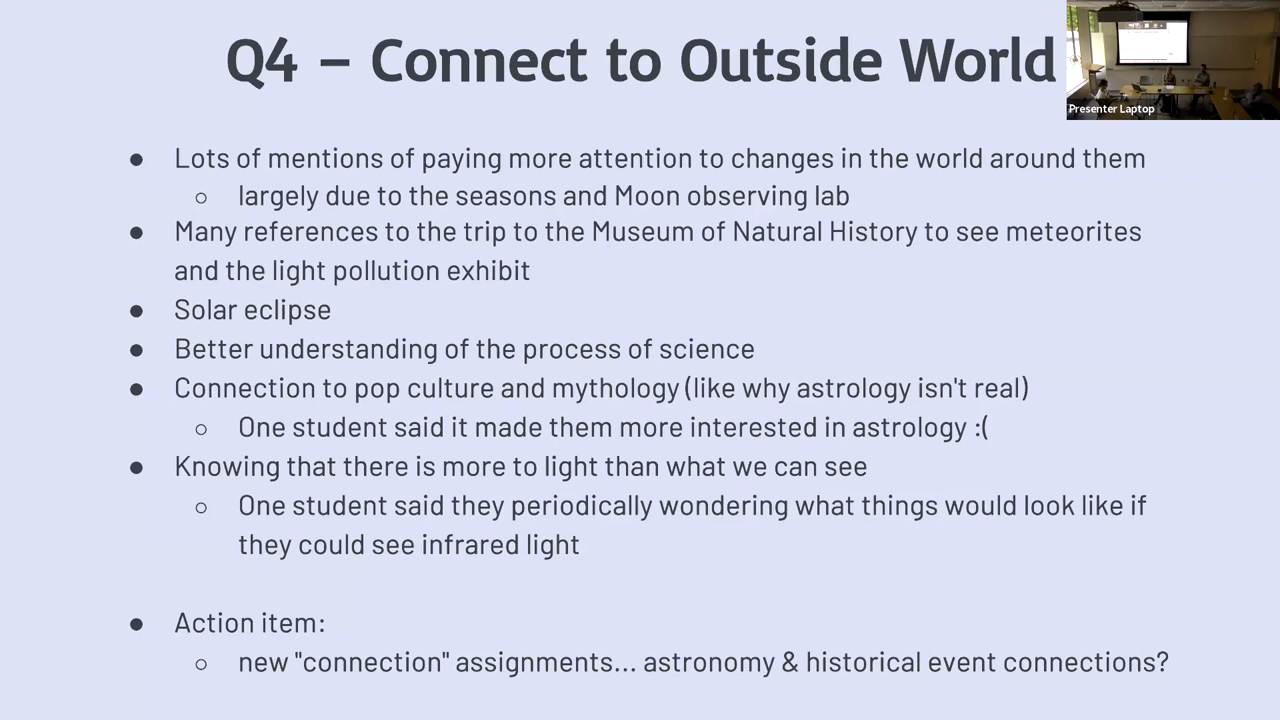 Q4 – Connect to Outside World
Presenter Laptop
● Lots of mentions of paying more attention to changes in the world around them
○ largely due to the seasons and Moon observing lab
● Many references to the trip to the Museum of Natural History to see meteorites
and the light pollution exhibit
● Solar eclipse
● Better understanding of the process of science
● Connection to pop culture and mythology (like why astrology isn't real)
○ One student said it made them more interested in astrology :(
● Knowing that there is more to light than what we can see
○ One student said they periodically wondering what things would look like if
they could see infrared light
● Action item:
○ new "connection" assignments... astronomy & historical event connections?